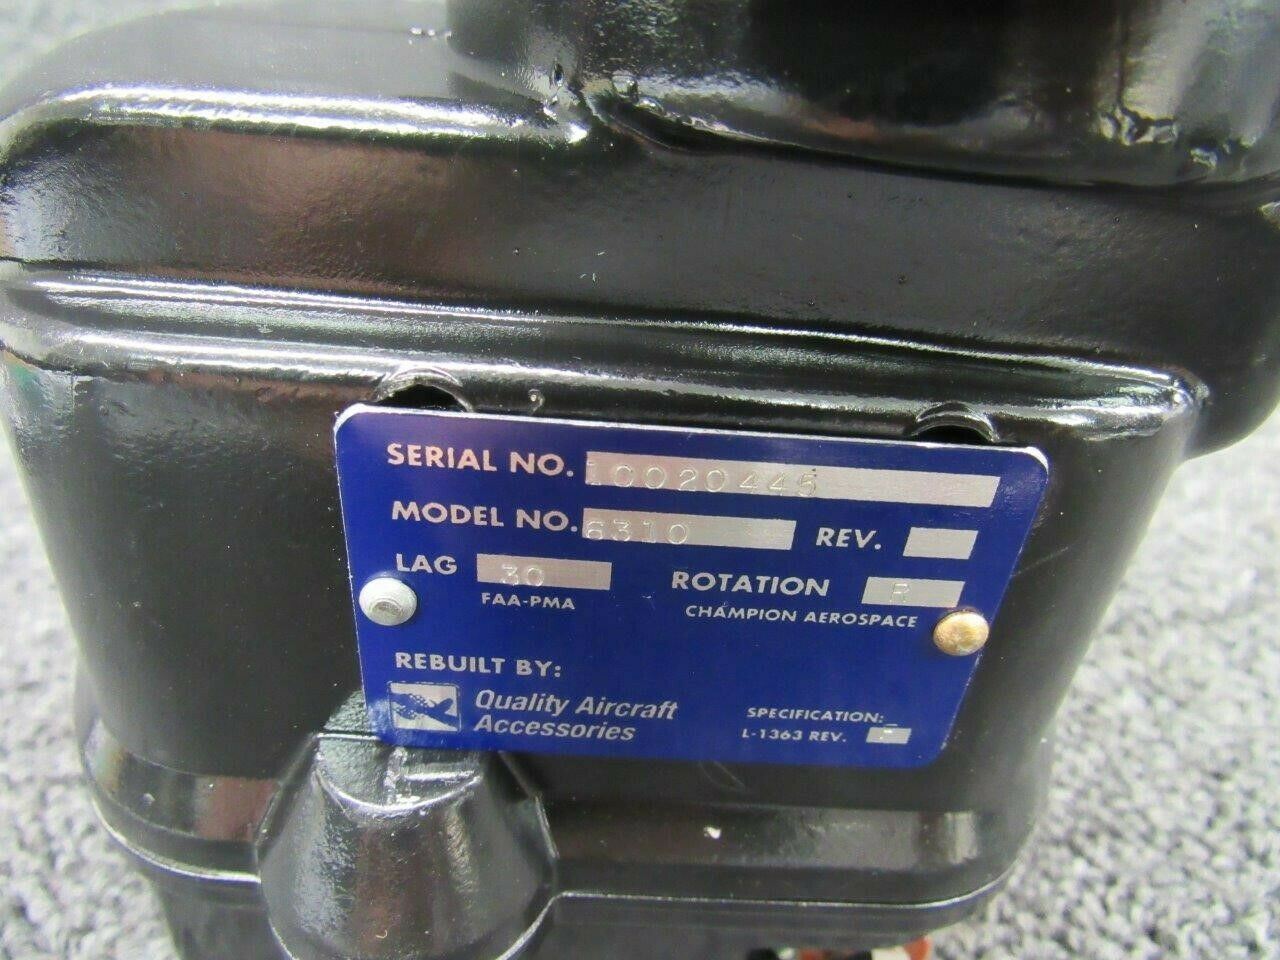 SERIAL NO. 10020445
MODEL NO. 6310 REV.
LAG 30 ROTATION R
FAA-PMA CHAMPION AEROSPACE
REBUILT BY:
Quality Aircraft
Accessories
SPECIFICATION:_
L-1363 REV.